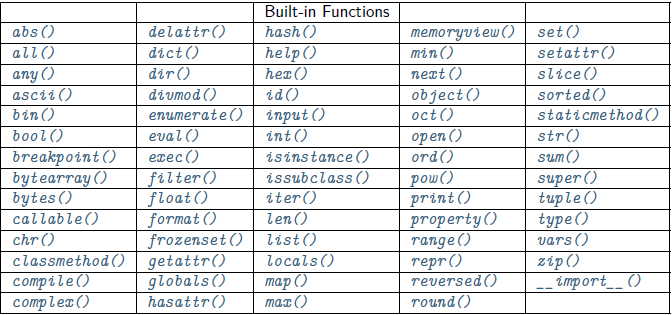 Built-in Functions
abs() delattr() hash() memoryview() set()
all() dict() help() min() setattr()
any() dir() hex() next() slice()
ascii() divmod() id() object() sorted()
bin() enumerate() input() oct() staticmethod()
bool() eval() int() open() str()
breakpoint() exec() isinstance() ord() sum()
bytearray() filter() issubclass() pow() super()
bytes() float() iter() print() tuple()
callable() format() len() property() type()
chr() frozenset() list() range() vars()
classmethod() getattr() locals() repr() zip()
compile() globals() map() reversed() __import__()
complex() hasattr() max() round()